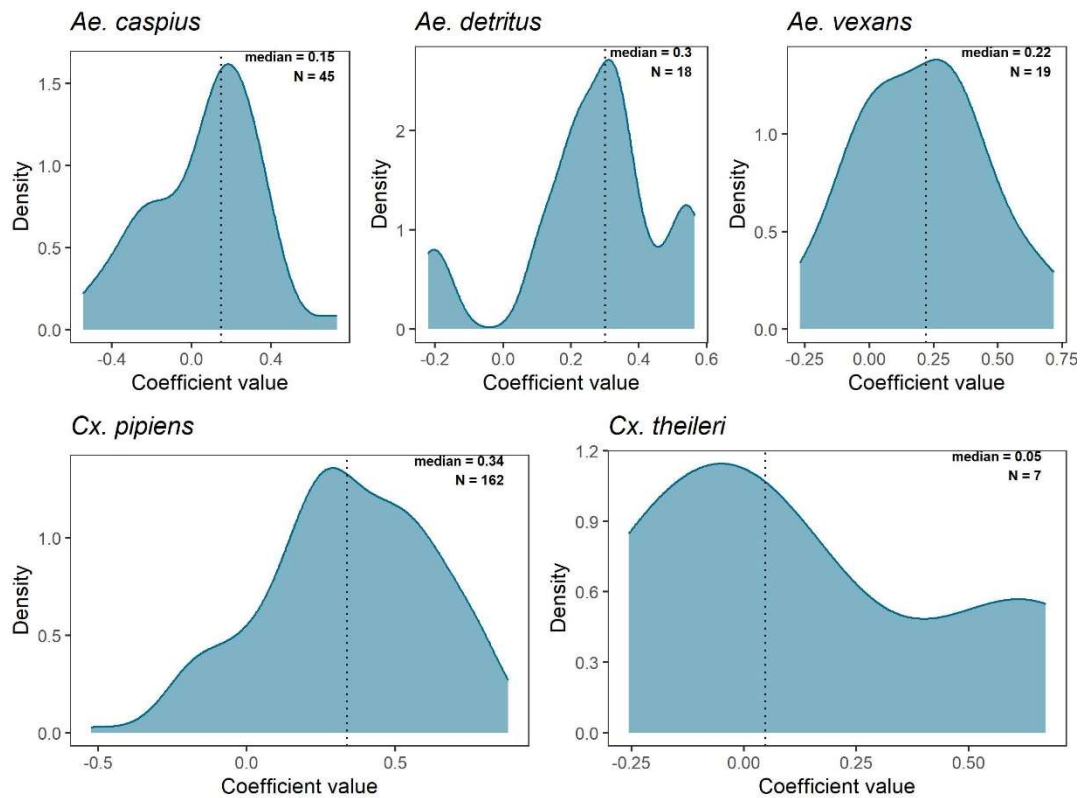 Ae. caspius
median = 0.15
N = 45
1.5
1.0
0.5
0.0
Density
-0.4
0.0
0.4
Coefficient value
Ae. detritus
median = 0.3
N = 18
2
1
0
Density
-0.2
0.0
0.2
0.4
0.6
Coefficient value
Ae. vexans
median = 0.22
N = 19
1.0
0.5
0.0
Density
-0.25
0.00
0.25
0.50
0.75
Coefficient value
Cx. pipiens
median = 0.34
N = 162
1.0
0.5
0.0
Density
-0.5
0.0
0.5
Coefficient value
Cx. theileri
median = 0.05
N = 7
1.2
0.9
0.6
0.3
0.0
Density
-0.25
0.00
0.25
0.50
Coefficient value